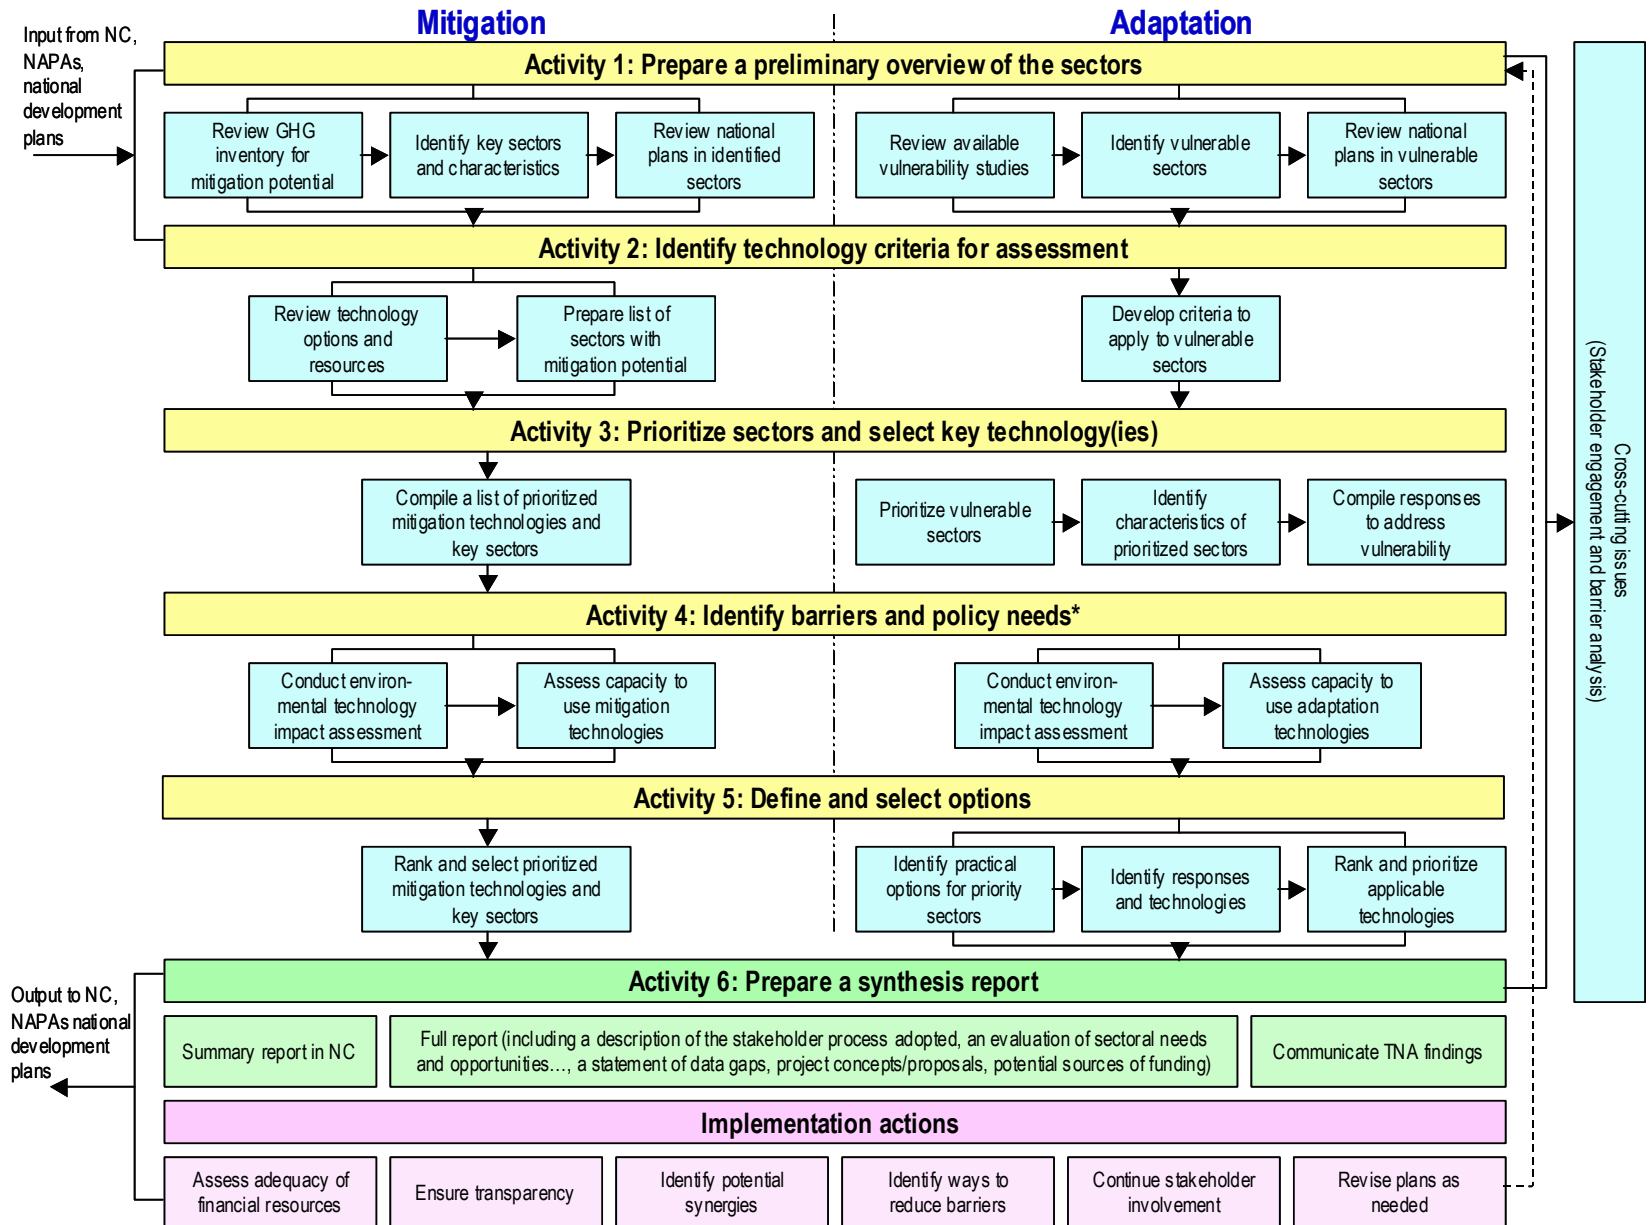 Mitigation
Adaptation
Input from NC,
NAPAs,
national
development
plans
Activity 1: Prepare a preliminary overview of the sectors
Review GHG
inventory for
mitigation potential
Identify key sectors
and characteristics
Review national
plans in identified
sectors
Review available
vulnerability studies
Identify vulnerable
sectors
Review national
plans in vulnerable
sectors
Activity 2: Identify technology criteria for assessment
Review technology
options and
resources
Prepare list of
sectors with
mitigation potential
Develop criteria to
apply to vulnerable
sectors
Activity 3: Prioritize sectors and select key technology(ies)
Compile a list of prioritized
mitigation technologies and
key sectors
Prioritize vulnerable
sectors
Identify
characteristics of
prioritized sectors
Compile responses
to address
vulnerability
Activity 4: Identify barriers and policy needs*
Conduct environ-
mental technology
impact assessment
Assess capacity to
use mitigation
technologies
Conduct environ-
mental technology
impact assessment
Assess capacity to
use adaptation
technologies
Activity 5: Define and select options
Rank and select prioritized
mitigation technologies and
key sectors
Identify practical
options for priority
sectors
Identify responses
and technologies
Rank and prioritize
applicable
technologies
Activity 6: Prepare a synthesis report
Output to NC,
NAPAs national
development
plans
Summary report in NC
Full report (including a description of the stakeholder process adopted, an evaluation of sectoral needs
and opportunities…, a statement of data gaps, project concepts/proposals, potential sources of funding)
Communicate TNA findings
Implementation actions
Assess adequacy of
financial resources
Ensure transparency
Identify potential
synergies
Identify ways to
reduce barriers
Continue stakeholder
involvement
Revise plans as
needed
Cross-cutting issues
(Stakeholder engagement and barrier analysis)